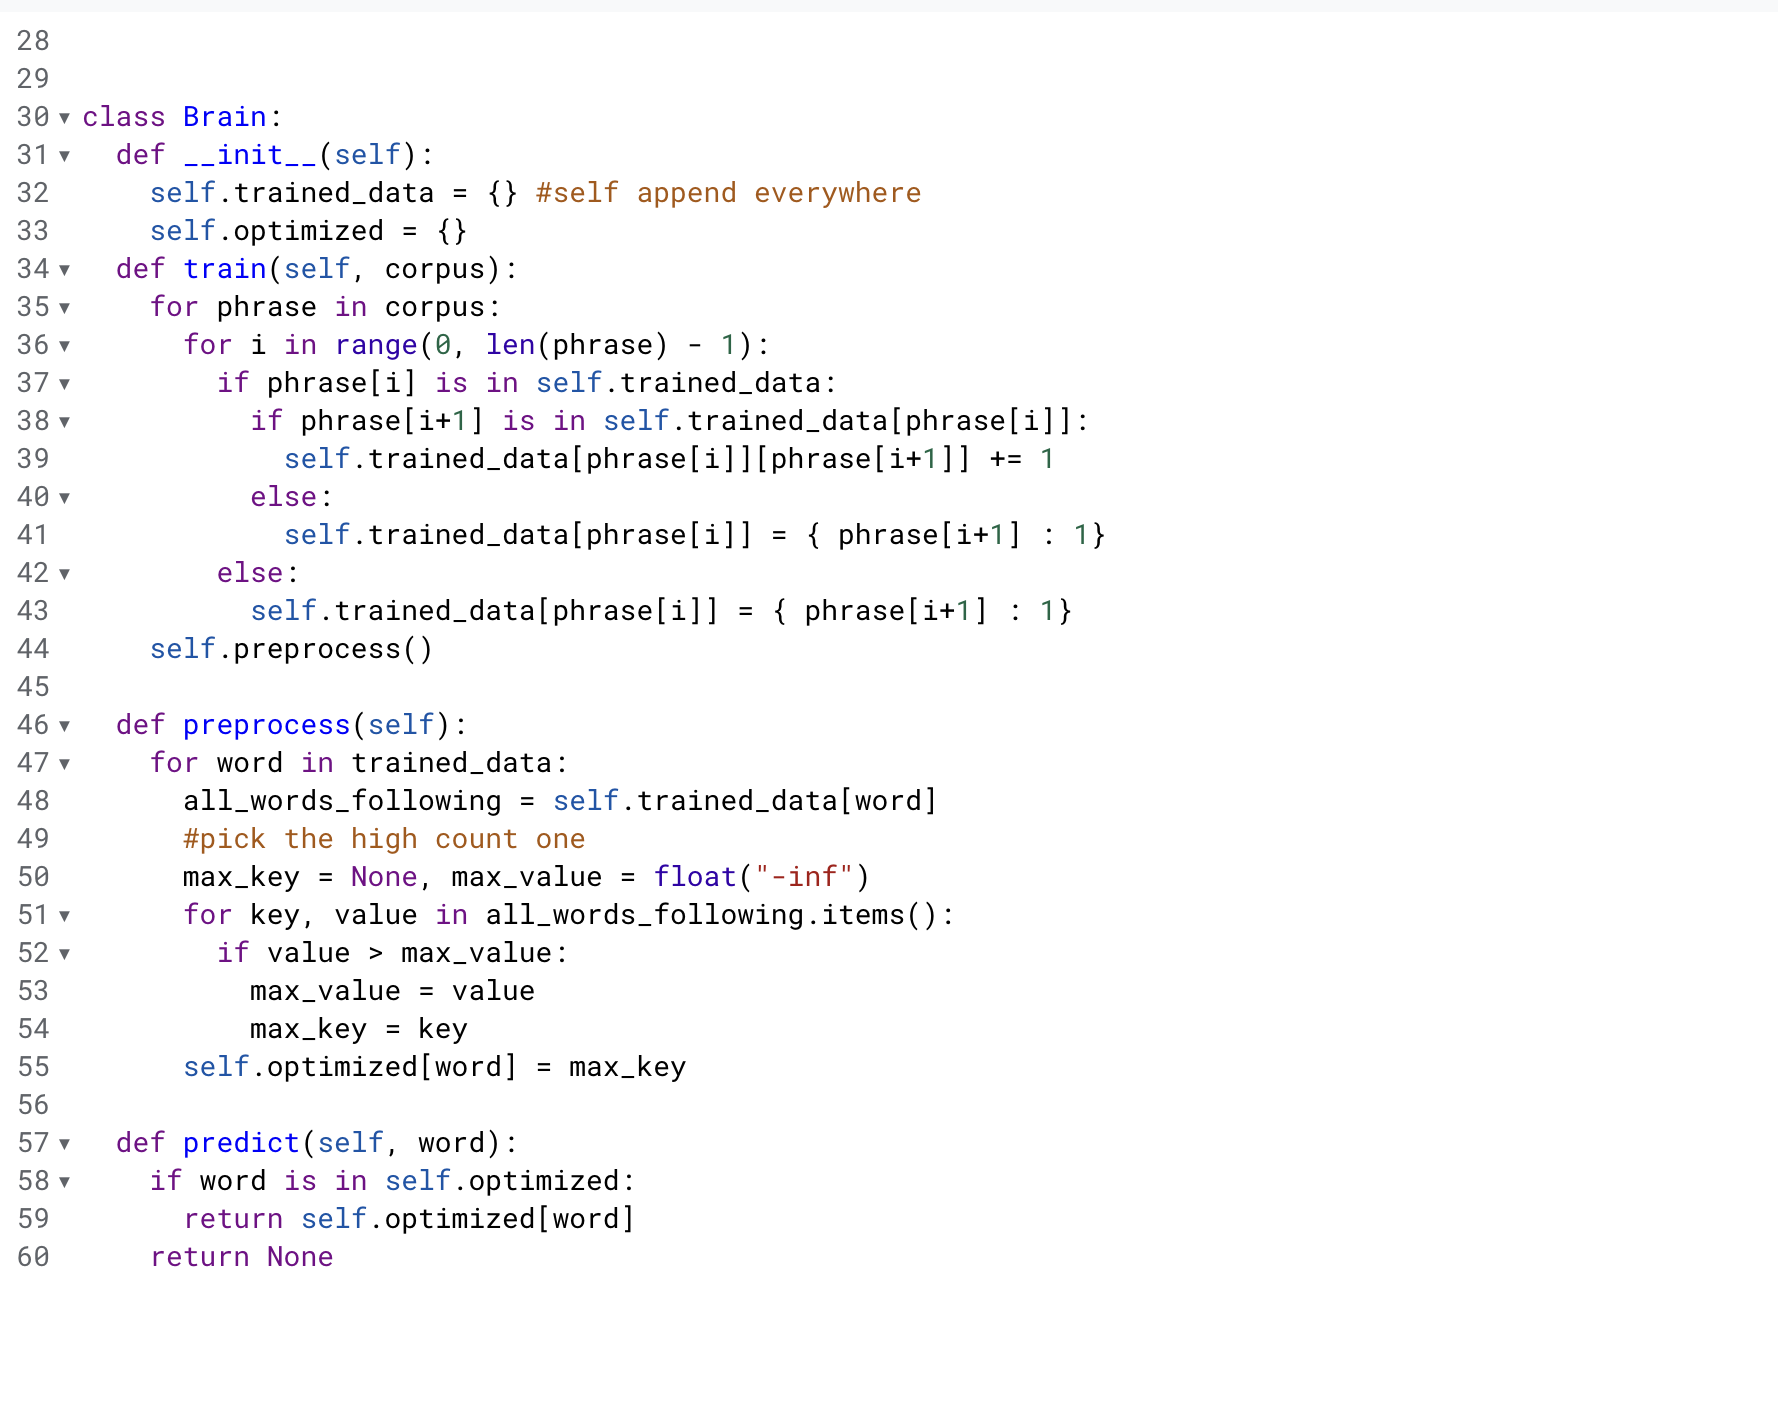 28
29
30 ▾ class Brain:
31 ▾   def __init__(self):
32     self.trained_data = {} #self append everywhere
33     self.optimized = {}
34 ▾   def train(self, corpus):
35 ▾     for phrase in corpus:
36 ▾       for i in range(0, len(phrase) - 1):
37 ▾         if phrase[i] is in self.trained_data:
38 ▾           if phrase[i+1] is in self.trained_data[phrase[i]]:
39             self.trained_data[phrase[i]][phrase[i+1]] += 1
40 ▾           else:
41             self.trained_data[phrase[i]] = { phrase[i+1] : 1}
42 ▾         else:
43           self.trained_data[phrase[i]] = { phrase[i+1] : 1}
44     self.preprocess()
45
46 ▾   def preprocess(self):
47 ▾     for word in trained_data:
48       all_words_following = self.trained_data[word]
49       #pick the high count one
50       max_key = None, max_value = float("-inf")
51 ▾       for key, value in all_words_following.items():
52 ▾         if value > max_value:
53           max_value = value
54           max_key = key
55       self.optimized[word] = max_key
56
57 ▾   def predict(self, word):
58 ▾     if word is in self.optimized:
59       return self.optimized[word]
60     return None